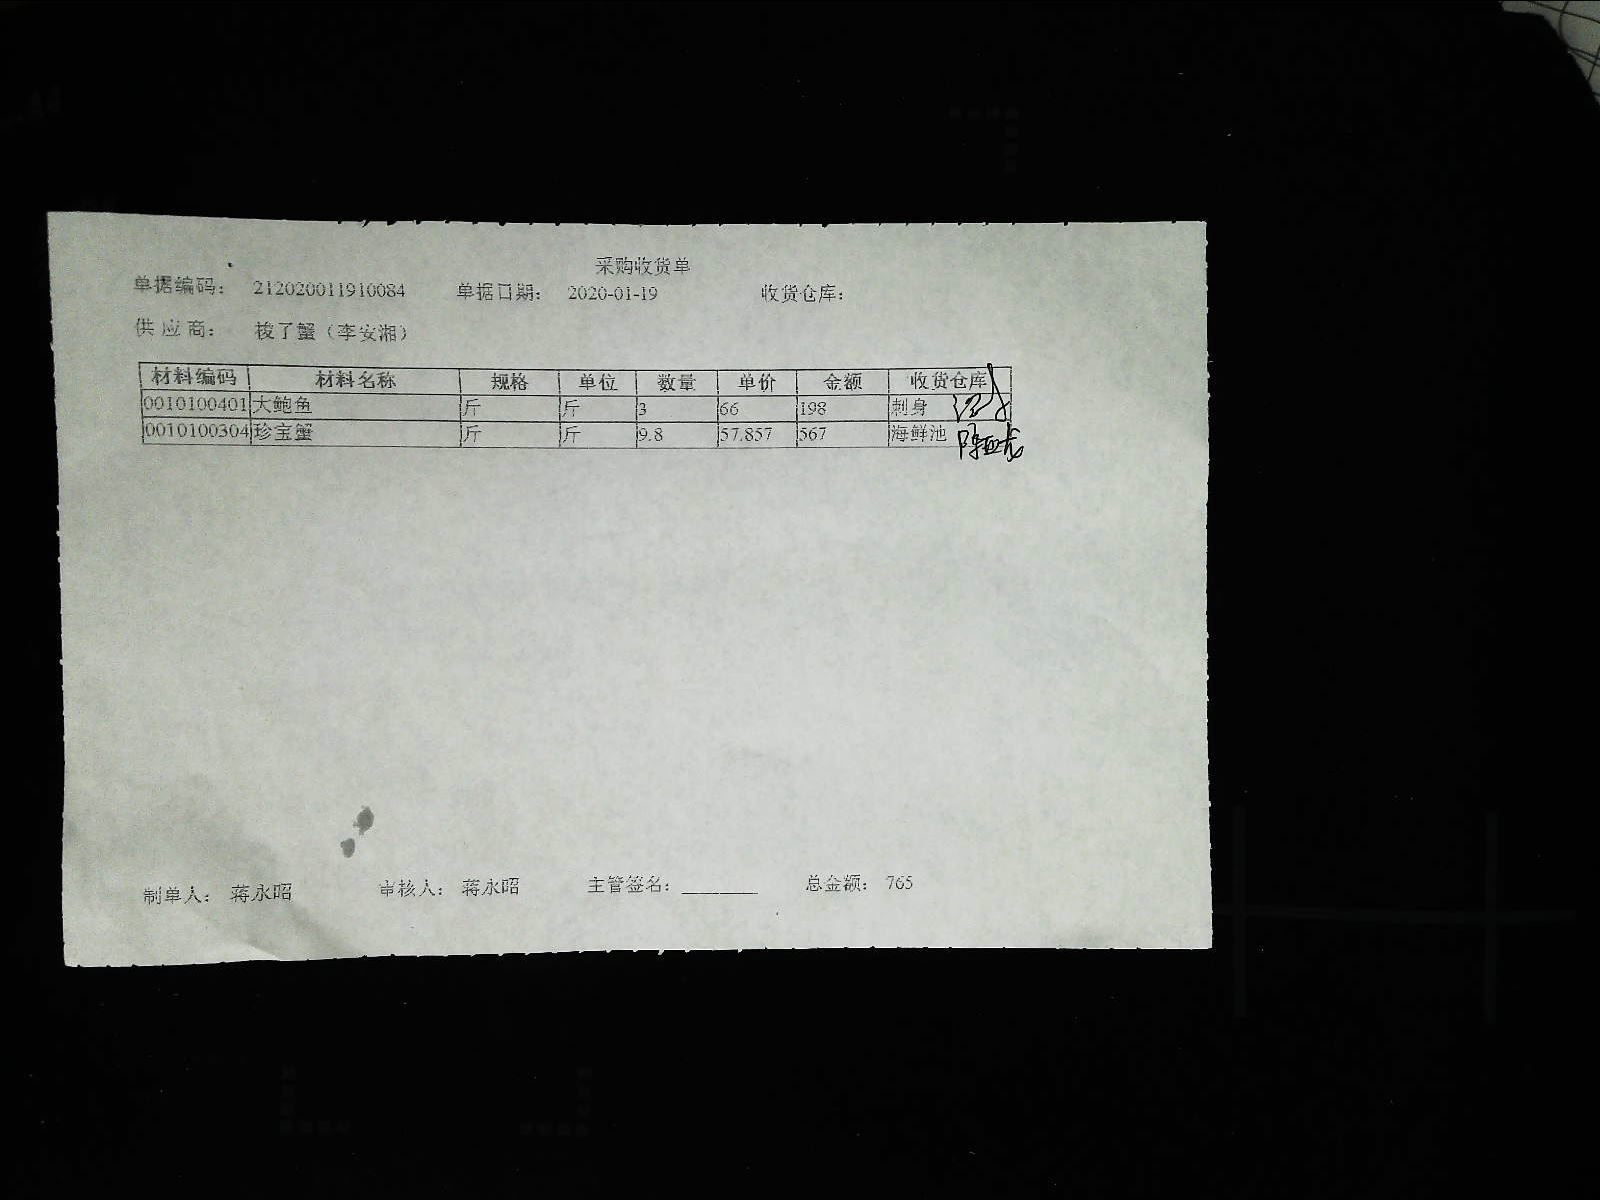 采购收货单
单据编码： 212020011910084 单据日期： 2020-01-19 收货仓库：
供应商： 梭子蟹（李安湘）
材料编码 材料名称 规格 单位 数量 单价 金额 收货仓库
0010100401 大鲍鱼 斤 斤 3 66 198 刺身
0010100304 珍宝蟹 斤 斤 9.8 57.857 567 海鲜池
制单人： 蒋永昭 审核人： 蒋永昭 主管签名： 总金额： 765